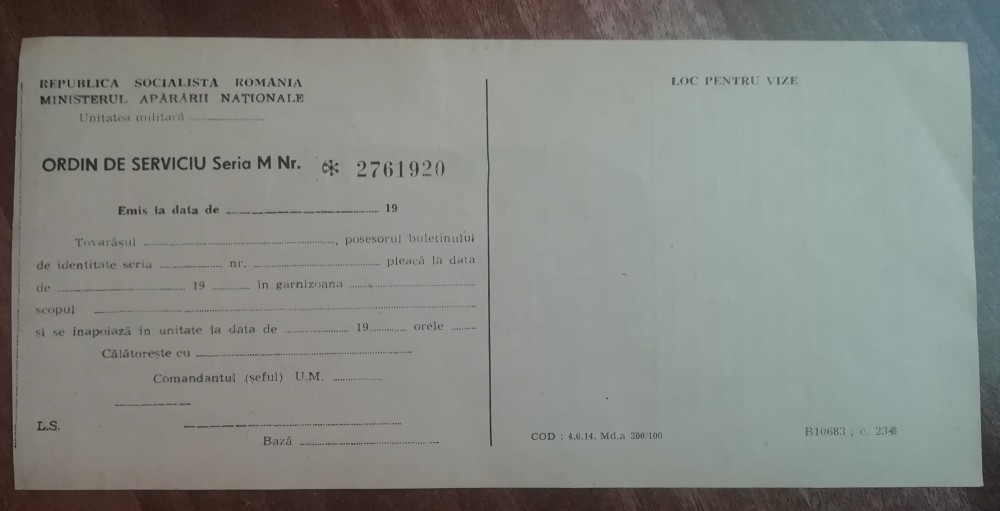 REPUBLICA SOCIALISTA ROMÂNIA
MINISTERUL APĂRĂRII NAȚIONALE
Unitatea militară
ORDIN DE SERVICIU Seria M Nr. * 2761920
Emis la data de 19
Tovarășul , posesorul buletinului
de identitate seria nr. pleacă la data
de 19 în garnizoana
scopul
și se înapoiază în unitate la data de 19 orele
Călătorește cu
Comandantul (șeful) U.M.
L.S.
Bază
LOC PENTRU VIZE
COD : 4.6.14. Md.a 300/100
B10683 ; c.